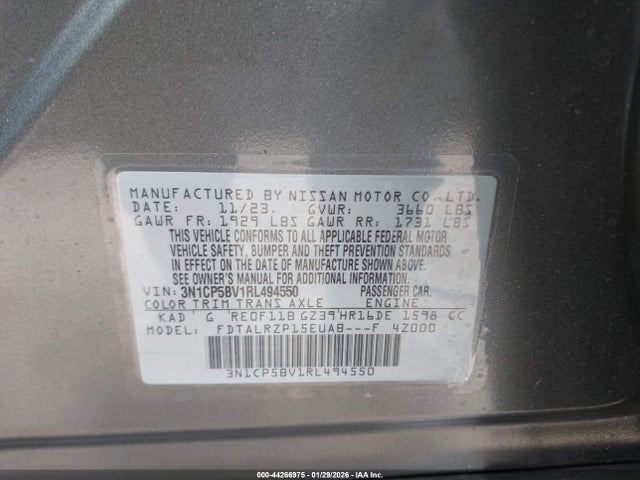 MANUFACTURED BY NISSAN MOTOR CO., LTD.
DATE: 11/23. GVWR: 3660 LBS
GAWR FR: 1929 LBS GAWR RR: 1731 LBS
THIS VEHICLE CONFORMS TO ALL APPLICABLE FEDERAL MOTOR
VEHICLE SAFETY, BUMPER AND THEFT PREVENTION STANDARDS
IN EFFECT ON THE DATE OF MANUFACTURE SHOWN ABOVE.
SEE OWNER'S MANUAL FOR ADDITIONAL INFORMATION.
VIN: 3N1CP5BV1RL494550 PASSENGER CAR.
COLOR TRIM TRANS AXLE ENGINE
KAD G RE0F11B GZ39 HR16DE 1598 CC
MODEL: FDTALRZP15EUAB---F 42000
3N1CP5BV1RL494550
000-44266975 - 01/29/2026 - IAA Corp.